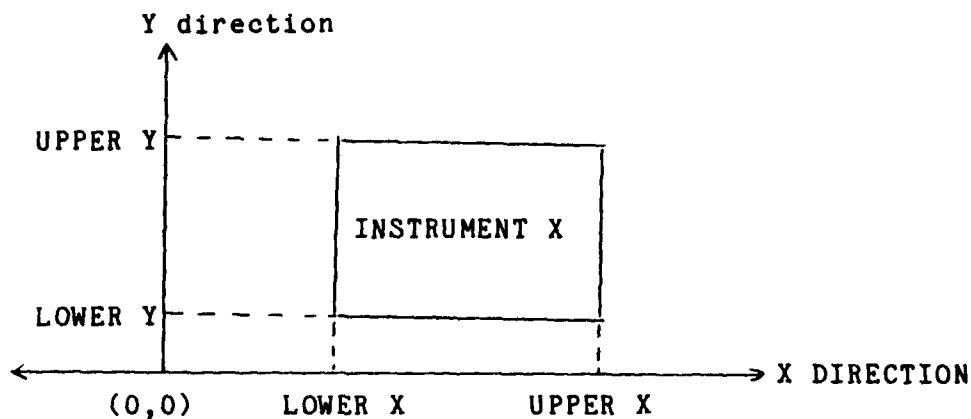 Y direction
UPPER Y
INSTRUMENT X
LOWER Y
X DIRECTION
(0,0) LOWER X UPPER X